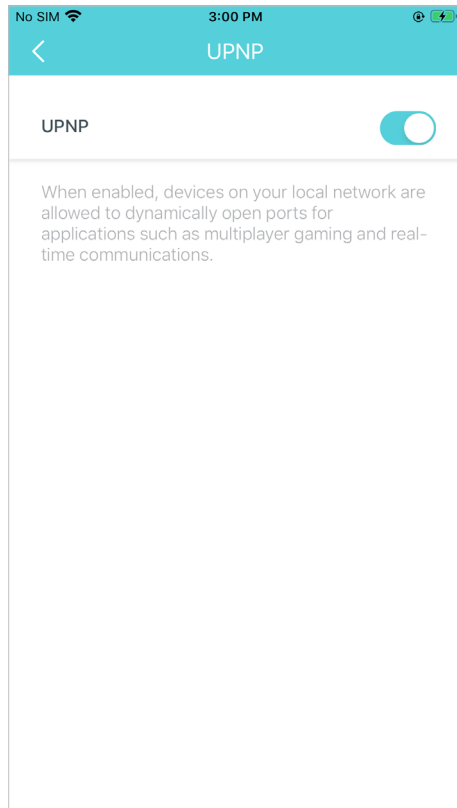 No SIM 3:00 PM
UPNP
UPNP
When enabled, devices on your local network are
allowed to dynamically open ports for
applications such as multiplayer gaming and real-
time communications.